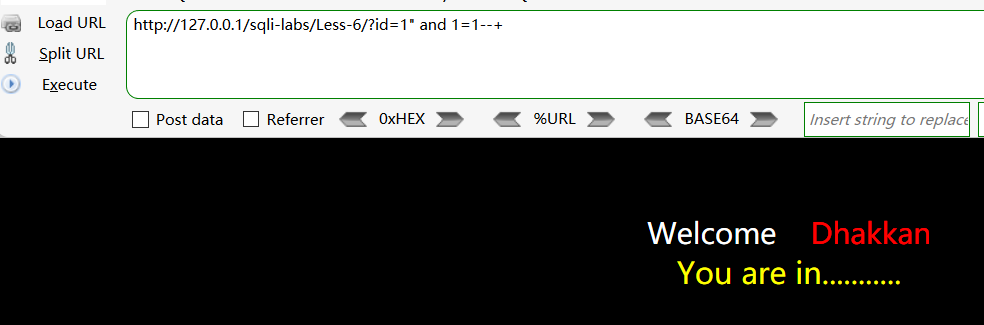 Load URL
http://127.0.0.1/sqli-labs/Less-6/?id=1" and 1=1--+
Split URL
Execute
Post data Referrer 0xHEX %URL BASE64 Insert string to replace
Welcome Dhakkan
You are in...........